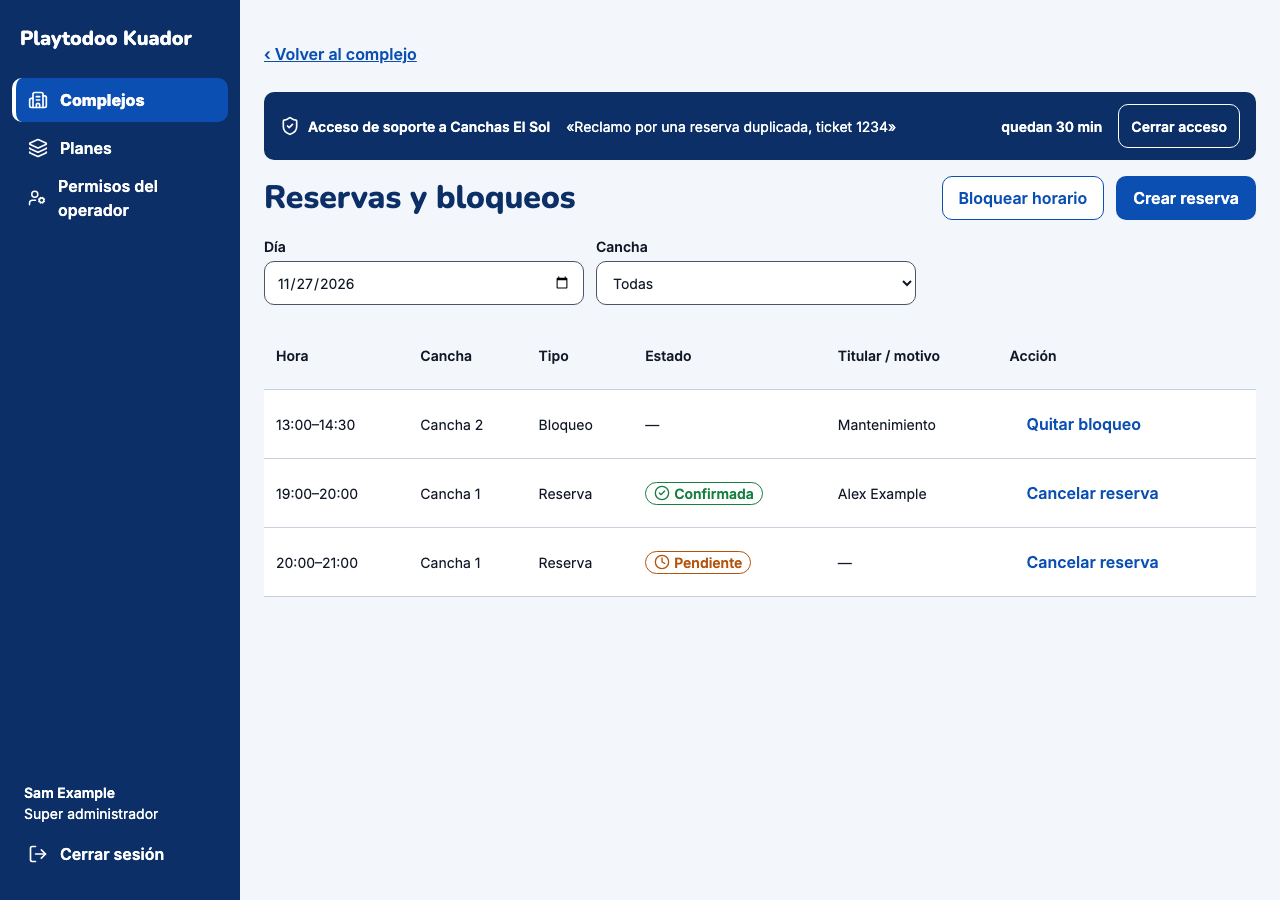 Playtodoo Kuador
Complejos
Planes
Permisos del
operador
Sam Example
Super administrador
Cerrar sesión
‹ Volver al complejo
Acceso de soporte a Canchas El Sol «Reclamo por una reserva duplicada, ticket 1234» quedan 30 min Cerrar acceso
Reservas y bloqueos Bloquear horario Crear reserva
Día Cancha
11/27/2026 Todas
Hora Cancha Tipo Estado Titular / motivo Acción
13:00–14:30 Cancha 2 Bloqueo — Mantenimiento Quitar bloqueo
19:00–20:00 Cancha 1 Reserva Confirmada Alex Example Cancelar reserva
20:00–21:00 Cancha 1 Reserva Pendiente — Cancelar reserva